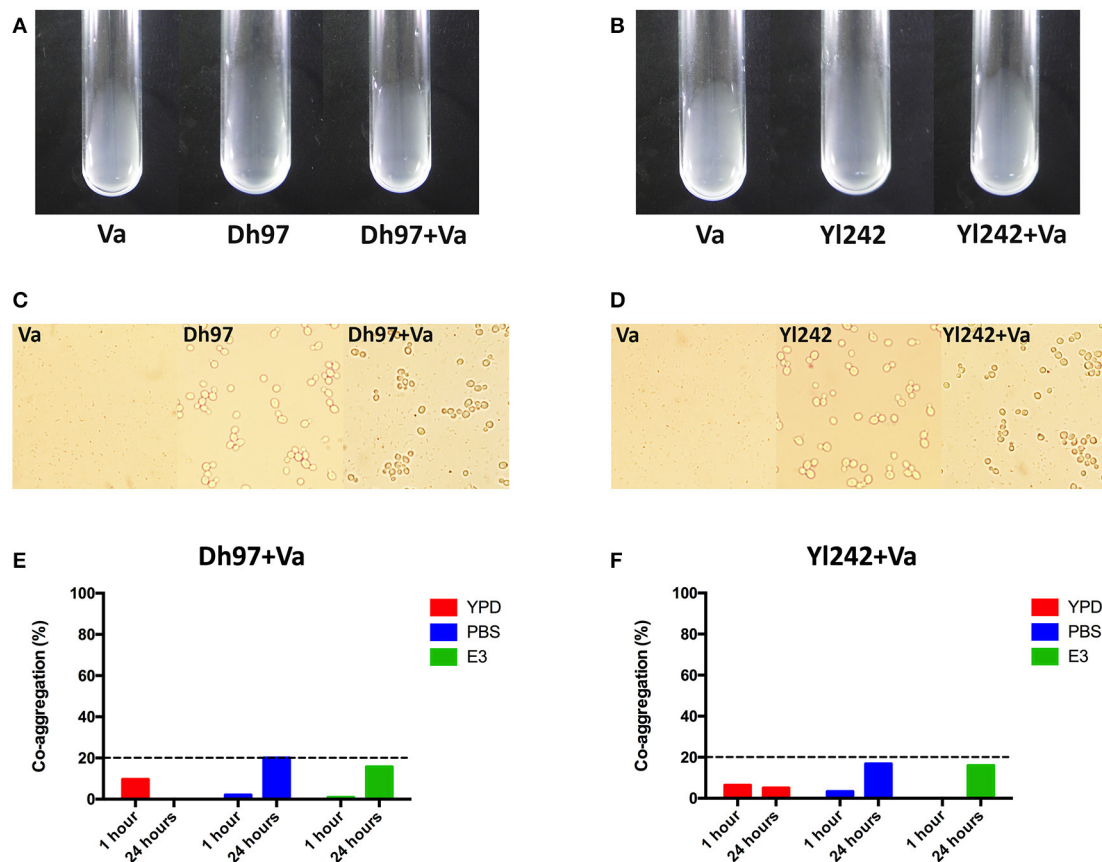 A
B
Va
Dh97
Dh97+Va
Va
Yl242
Yl242+Va
C
D
Va
Dh97
Dh97+Va
Va
Yl242
Yl242+Va
E
Dh97+Va
Co-aggregation (%)
100
80
60
40
20
0
1 hour
24 hours
1 hour
24 hours
1 hour
24 hours
YPD
PBS
E3
F
Yl242+Va
Co-aggregation (%)
100
80
60
40
20
0
1 hour
24 hours
1 hour
24 hours
1 hour
24 hours
YPD
PBS
E3